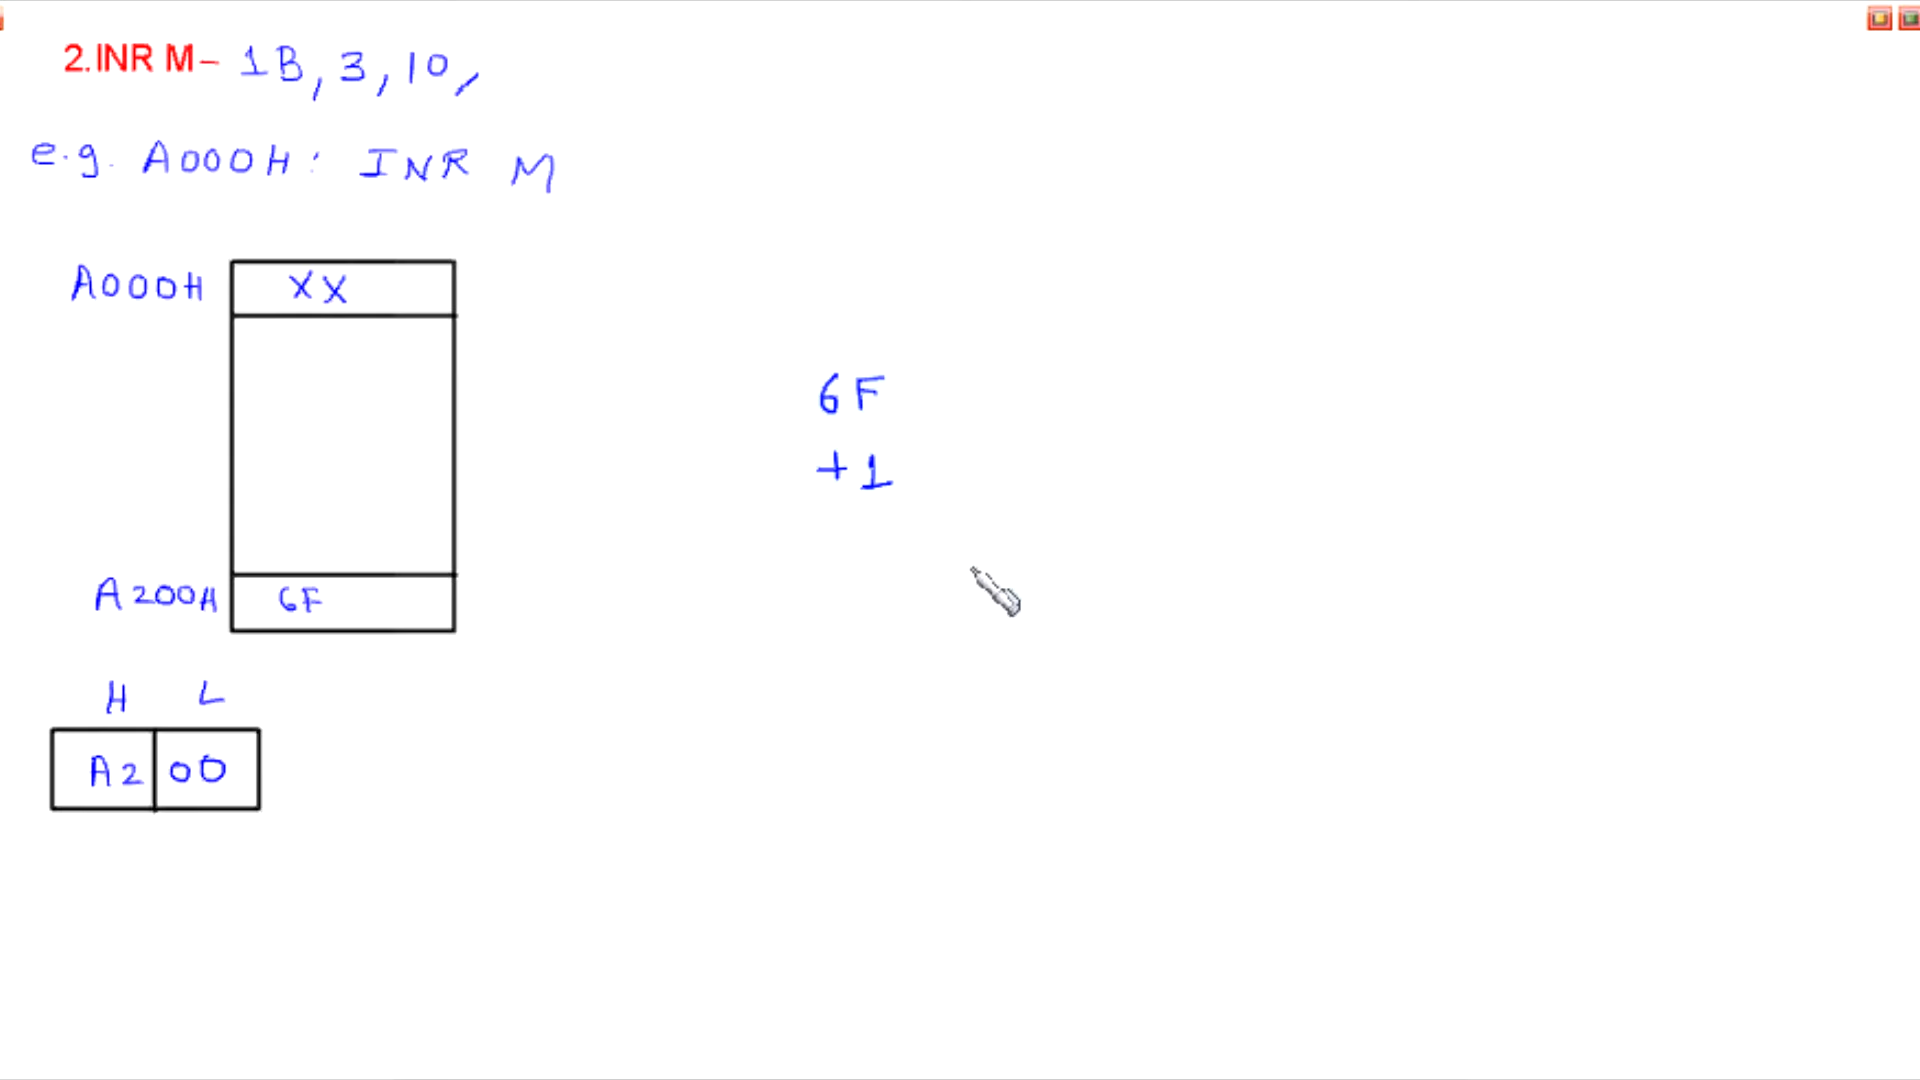 2.INR M– 1B, 3, 10,
e.g. A000H: INR M
A000H XX
6F
+1
A200H 6F
H L
A2 00